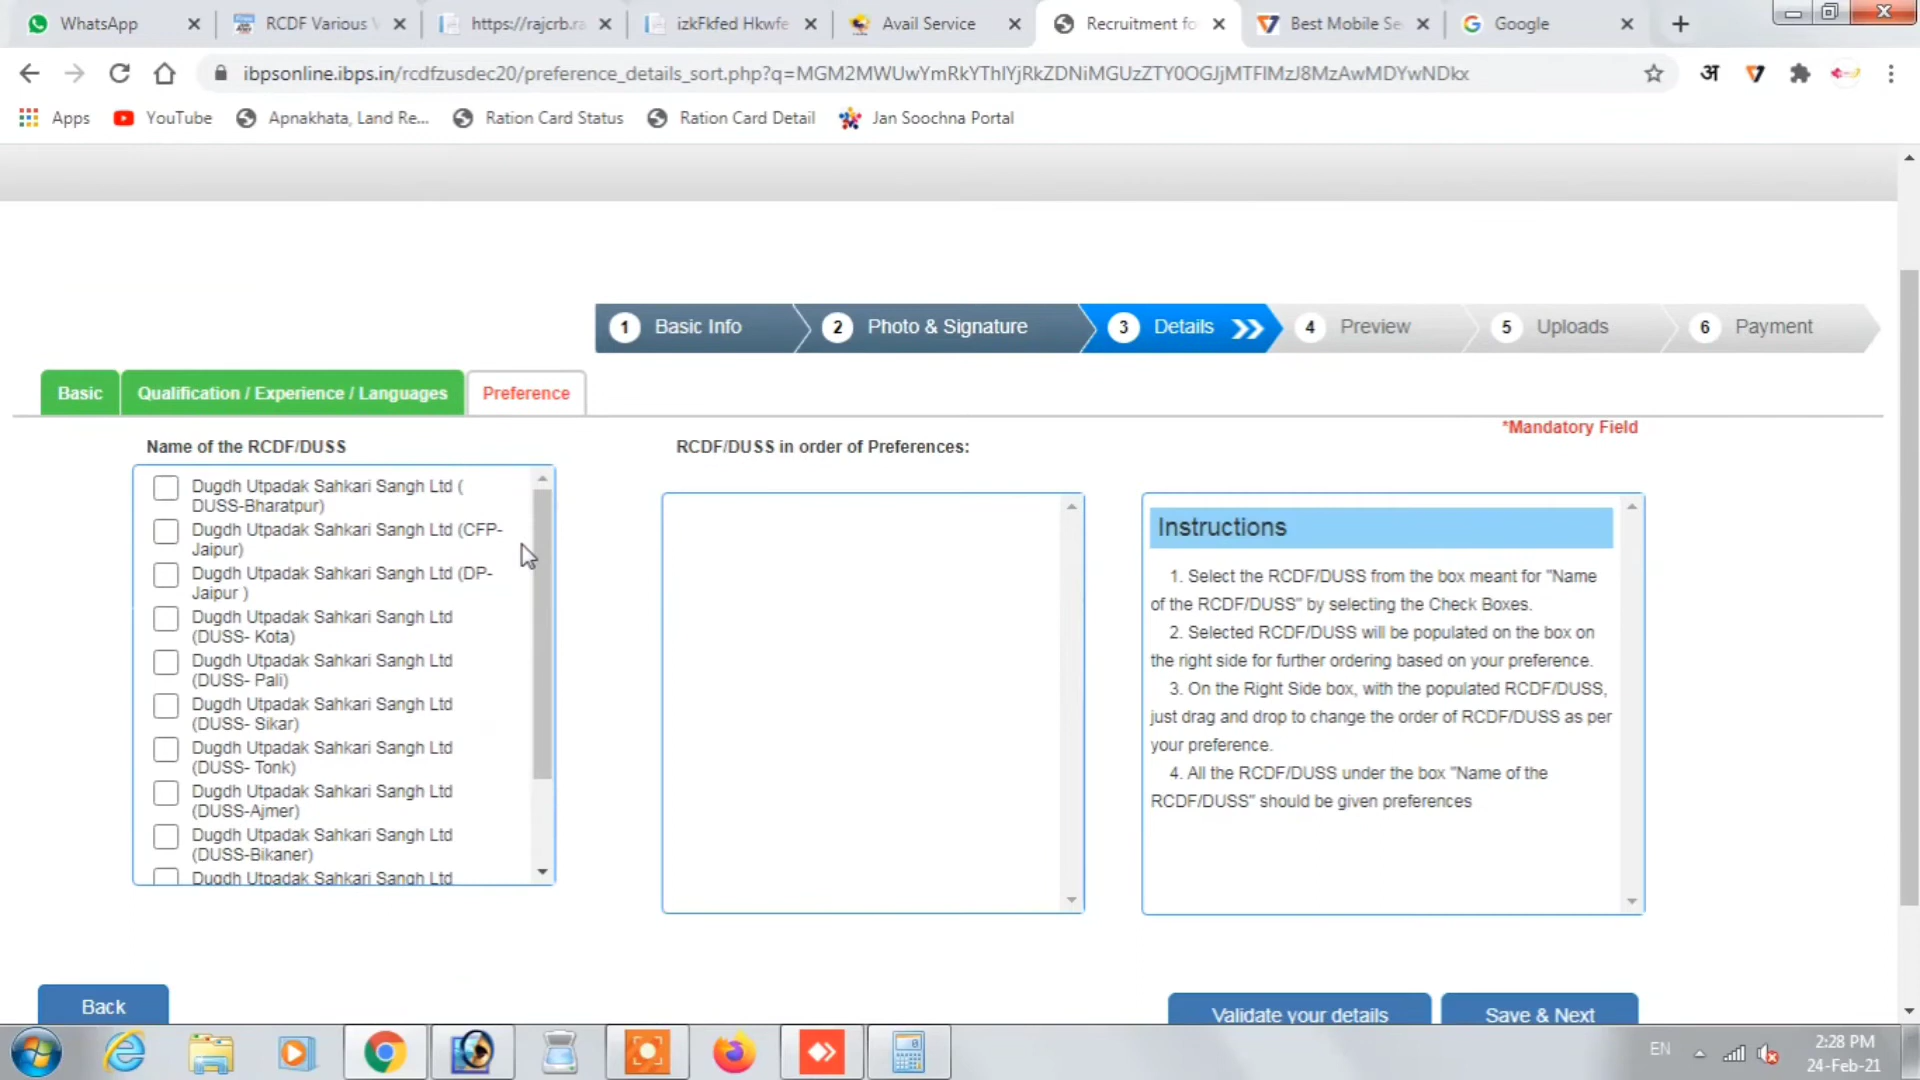 WhatsApp
RCDF Various V
https://rajcrb.ra
izkFkfed Hkwfe
Avail Service
Recruitment fo
Best Mobile Se
Google
ibpsonline.ibps.in/rcdfzusdec20/preference_details_sort.php?q=MGM2MWUwYmRkYThlYjRkZDNiMGUzZTY0OGJjMTFlMzJ8MzAwMDYwNDkx
अ
Apps
YouTube
Apnakhata, Land Re...
Ration Card Status
Ration Card Detail
Jan Soochna Portal
1 Basic Info
2 Photo & Signature
3 Details
4 Preview
5 Uploads
6 Payment
Basic
Qualification / Experience / Languages
Preference
*Mandatory Field
Name of the RCDF/DUSS
Dugdh Utpadak Sahkari Sangh Ltd (
DUSS-Bharatpur)
Dugdh Utpadak Sahkari Sangh Ltd (CFP-
Jaipur)
Dugdh Utpadak Sahkari Sangh Ltd (DP-
Jaipur )
Dugdh Utpadak Sahkari Sangh Ltd
(DUSS- Kota)
Dugdh Utpadak Sahkari Sangh Ltd
(DUSS- Pali)
Dugdh Utpadak Sahkari Sangh Ltd
(DUSS- Sikar)
Dugdh Utpadak Sahkari Sangh Ltd
(DUSS- Tonk)
Dugdh Utpadak Sahkari Sangh Ltd
(DUSS-Ajmer)
Dugdh Utpadak Sahkari Sangh Ltd
(DUSS-Bikaner)
Dugdh Utpadak Sahkari Sangh Ltd
RCDF/DUSS in order of Preferences:
Instructions
1. Select the RCDF/DUSS from the box meant for "Name
of the RCDF/DUSS" by selecting the Check Boxes.
2. Selected RCDF/DUSS will be populated on the box on
the right side for further ordering based on your preference.
3. On the Right Side box, with the populated RCDF/DUSS,
just drag and drop to change the order of RCDF/DUSS as per
your preference.
4. All the RCDF/DUSS under the box "Name of the
RCDF/DUSS" should be given preferences
Back
Validate your details
Save & Next
EN
2:28 PM
24-Feb-21